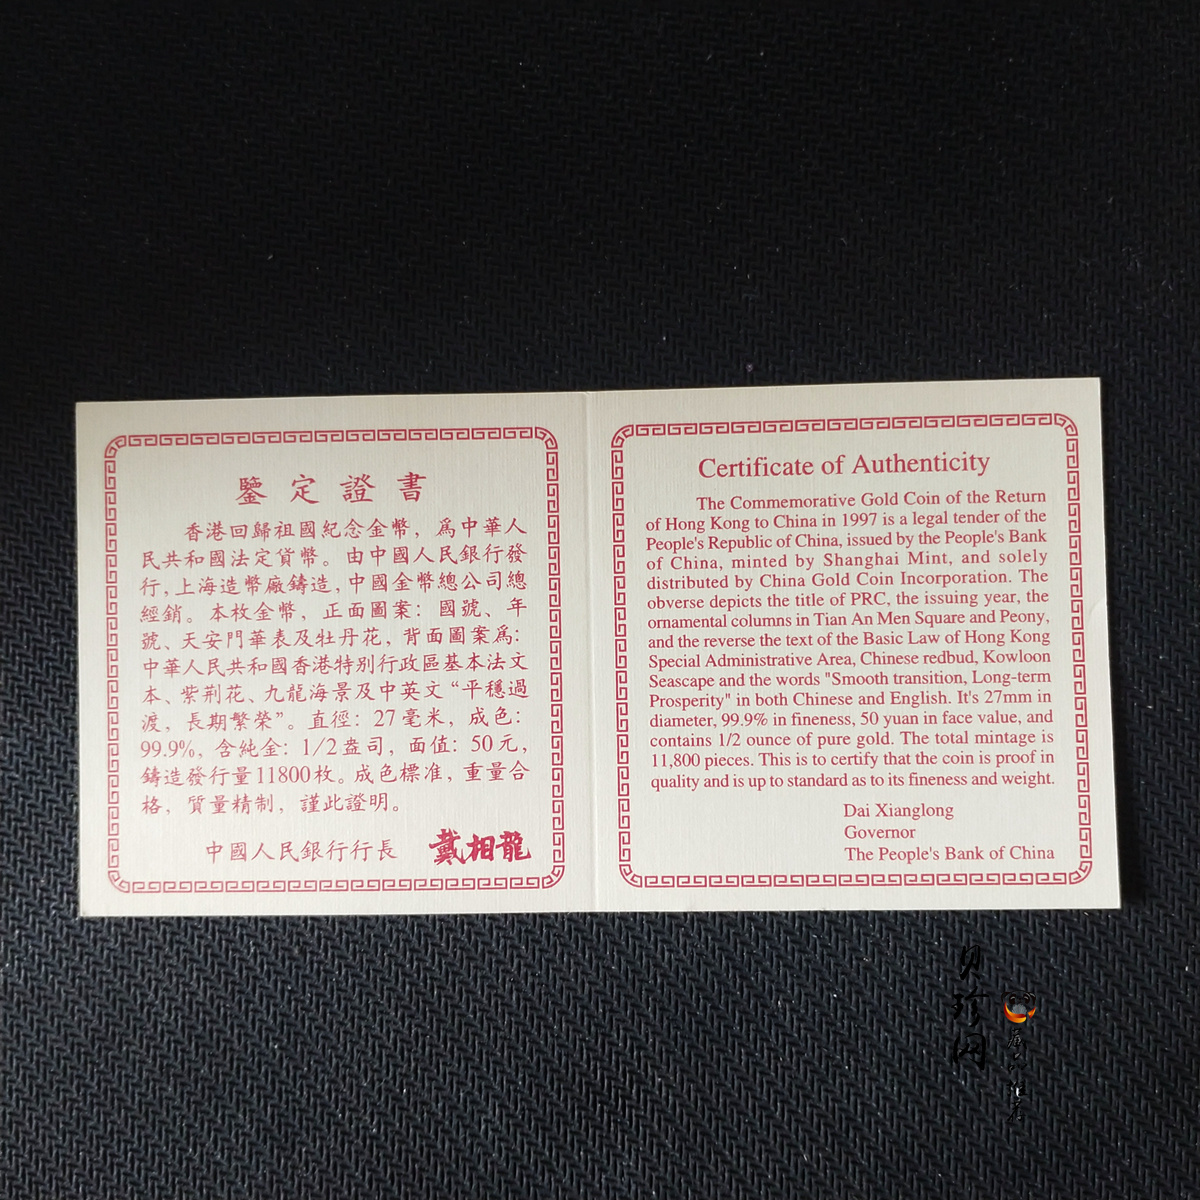 鑒定證書
香港回歸祖國紀念金幣，爲中華人
民共和國法定貨幣。由中國人民銀行發
行，上海造幣廠鑄造，中國金幣總公司總
經銷。本枚金幣，正面圖案：國號、年
號、天安門華表及牡丹花，背面圖案爲：
中華人民共和國香港特别行政區基本法文
本、紫荆花、九龍海景及中英文“平穩過
渡，長期繁榮”。直徑：27毫米，成色：
99.9%，含純金：1/2盎司，面值：50元，
鑄造發行量11800枚。成色標准，重量合
格，質量精制，謹此證明。
中國人民銀行行長 戴相龍
Certificate of Authenticity
The Commemorative Gold Coin of the Return
of Hong Kong to China in 1997 is a legal tender of the
People's Republic of China, issued by the People's Bank
of China, minted by Shanghai Mint, and solely
distributed by China Gold Coin Incorporation. The
obverse depicts the title of PRC, the issuing year, the
ornamental columns in Tian An Men Square and Peony,
and the reverse the text of the Basic Law of Hong Kong
Special Administrative Area, Chinese redbud, Kowloon
Seascape and the words "Smooth transition, Long-term
Prosperity" in both Chinese and English. It's 27mm in
diameter, 99.9% in fineness, 50 yuan in face value, and
contains 1/2 ounce of pure gold. The total mintage is
11,800 pieces. This is to certify that the coin is proof in
quality and is up to standard as to its fineness and weight.
Dai Xianglong
Governor
The People's Bank of China
贝珍网